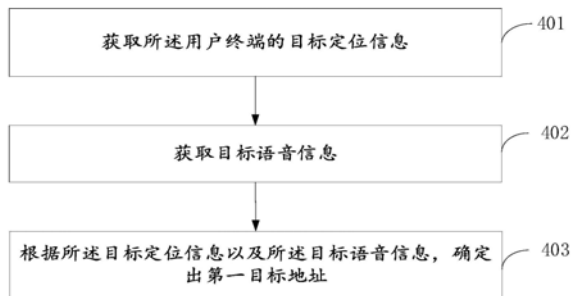 获取所述用户终端的目标定位信息
401
获取目标语音信息
402
根据所述目标定位信息以及所述目标语音信息，确定
出第一目标地址
403